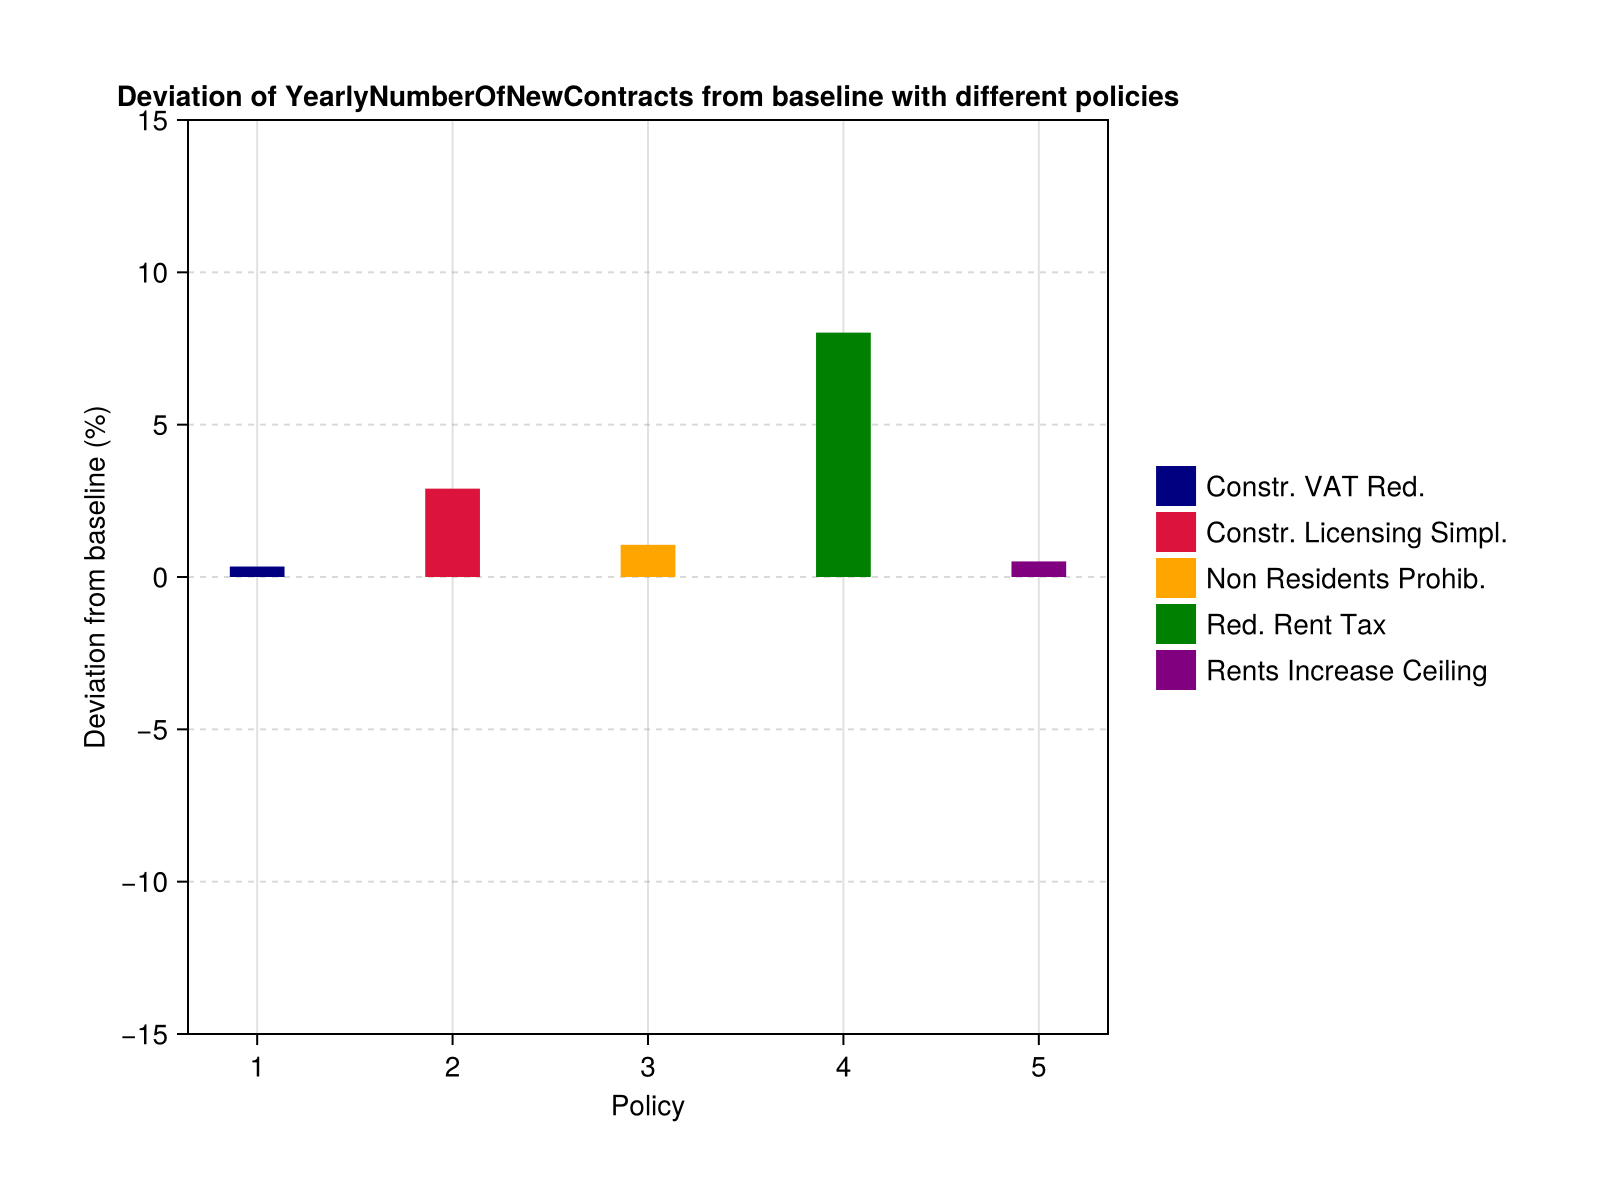 Deviation of YearlyNumberOfNewContracts from baseline with different policies
15
10
5
0
−5
−10
−15
Deviation from baseline (%)
1 2 3 4 5
Policy
Constr. VAT Red.
Constr. Licensing Simpl.
Non Residents Prohib.
Red. Rent Tax
Rents Increase Ceiling